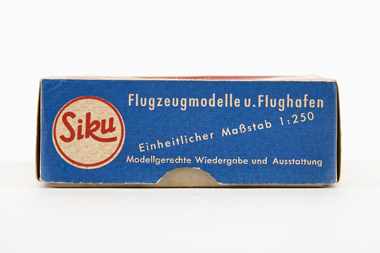 Siku
Flugzeugmodelle u. Flughafen
Einheitlicher Maßstab 1:250
Modellgerechte Wiedergabe und Ausstattung